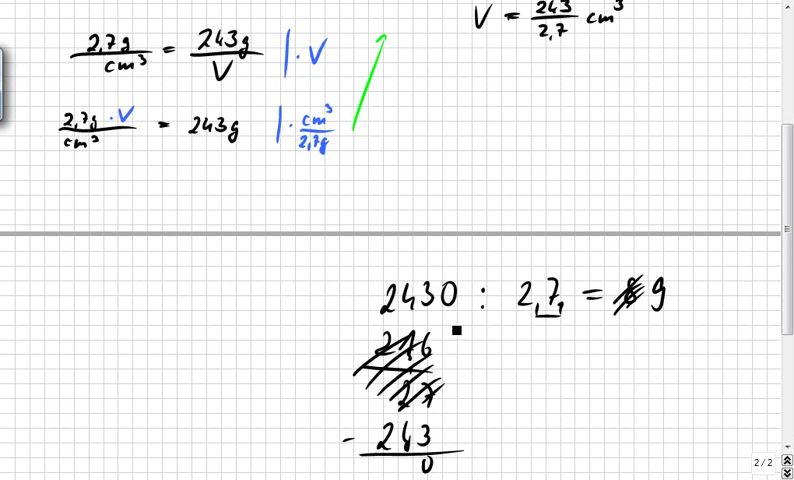 2,7g/cm³ = 243g/V | · V
2,7g · V/cm³ = 243g | · cm³/2,7g
V = 243/2,7 cm³
2430 : 2,7, = 9
- 243
0
2/2